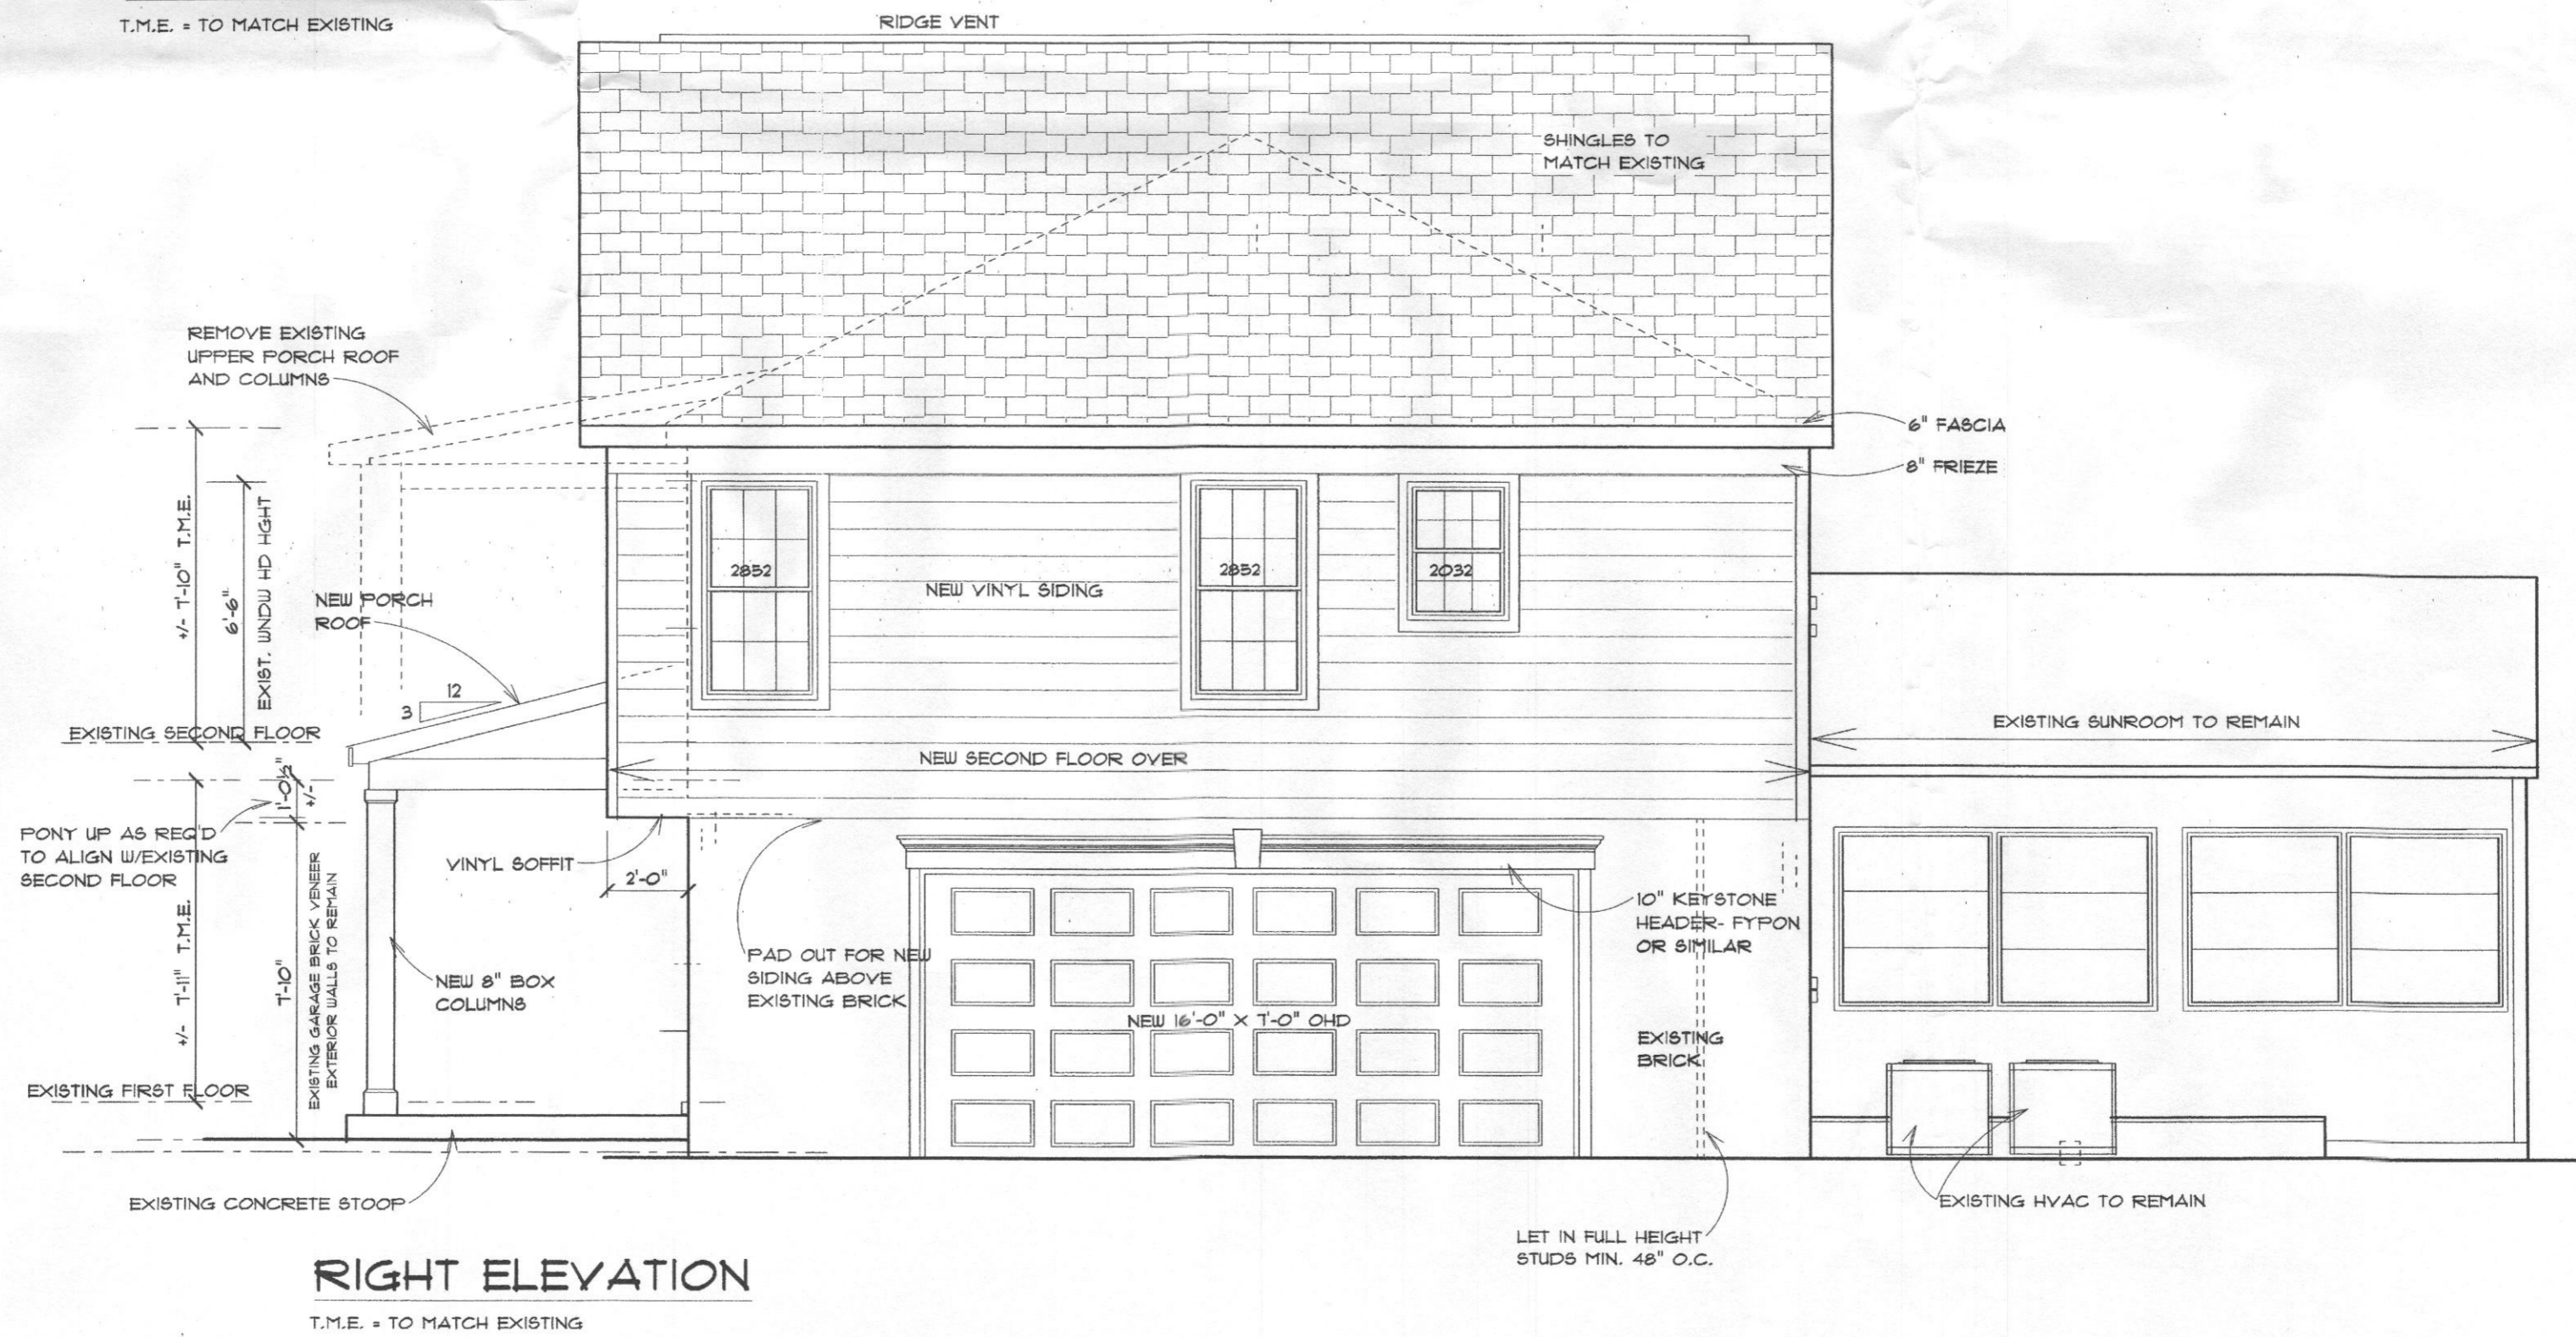 T.M.E. = TO MATCH EXISTING
RIDGE VENT
SHINGLES TO
MATCH EXISTING
REMOVE EXISTING
UPPER PORCH ROOF
AND COLUMNS
6" FASCIA
8" FRIEZE
+/- 7'-10" T.M.E.
6'-6"
EXIST. WNDW HD HGHT
2852
2852
2032
NEW VINYL SIDING
NEW PORCH
ROOF
12
3
EXISTING SECOND FLOOR
NEW SECOND FLOOR OVER
EXISTING SUNROOM TO REMAIN
1'-0½"
+/-
PONY UP AS REQ'D
TO ALIGN W/EXISTING
SECOND FLOOR
VINYL SOFFIT
2'-0"
+/- 7'-11" T.M.E.
7'-10"
EXISTING GARAGE BRICK VENEER
EXTERIOR WALLS TO REMAIN
NEW 8" BOX
COLUMNS
PAD OUT FOR NEW
SIDING ABOVE
EXISTING BRICK
10" KEYSTONE
HEADER- FYPON
OR SIMILAR
NEW 16'-0" X 7'-0" OHD
EXISTING
BRICK
EXISTING FIRST FLOOR
EXISTING CONCRETE STOOP
EXISTING HVAC TO REMAIN
LET IN FULL HEIGHT
STUDS MIN. 48" O.C.
RIGHT ELEVATION
T.M.E. = TO MATCH EXISTING